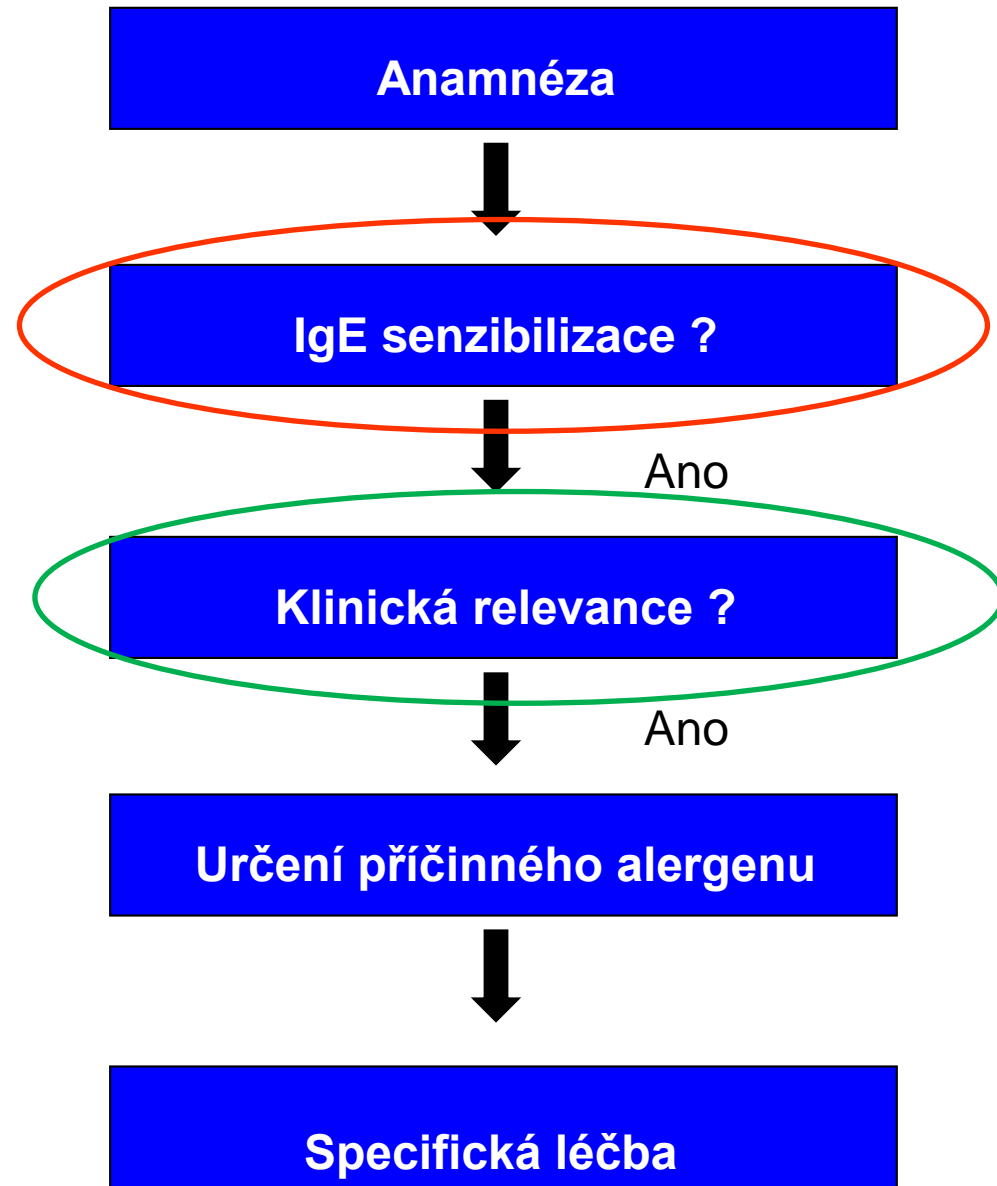 Anamnéza
IgE senzibilizace ?
Ano
Klinická relevance ?
Ano
Určení příčinného alergenu
Specifická léčba